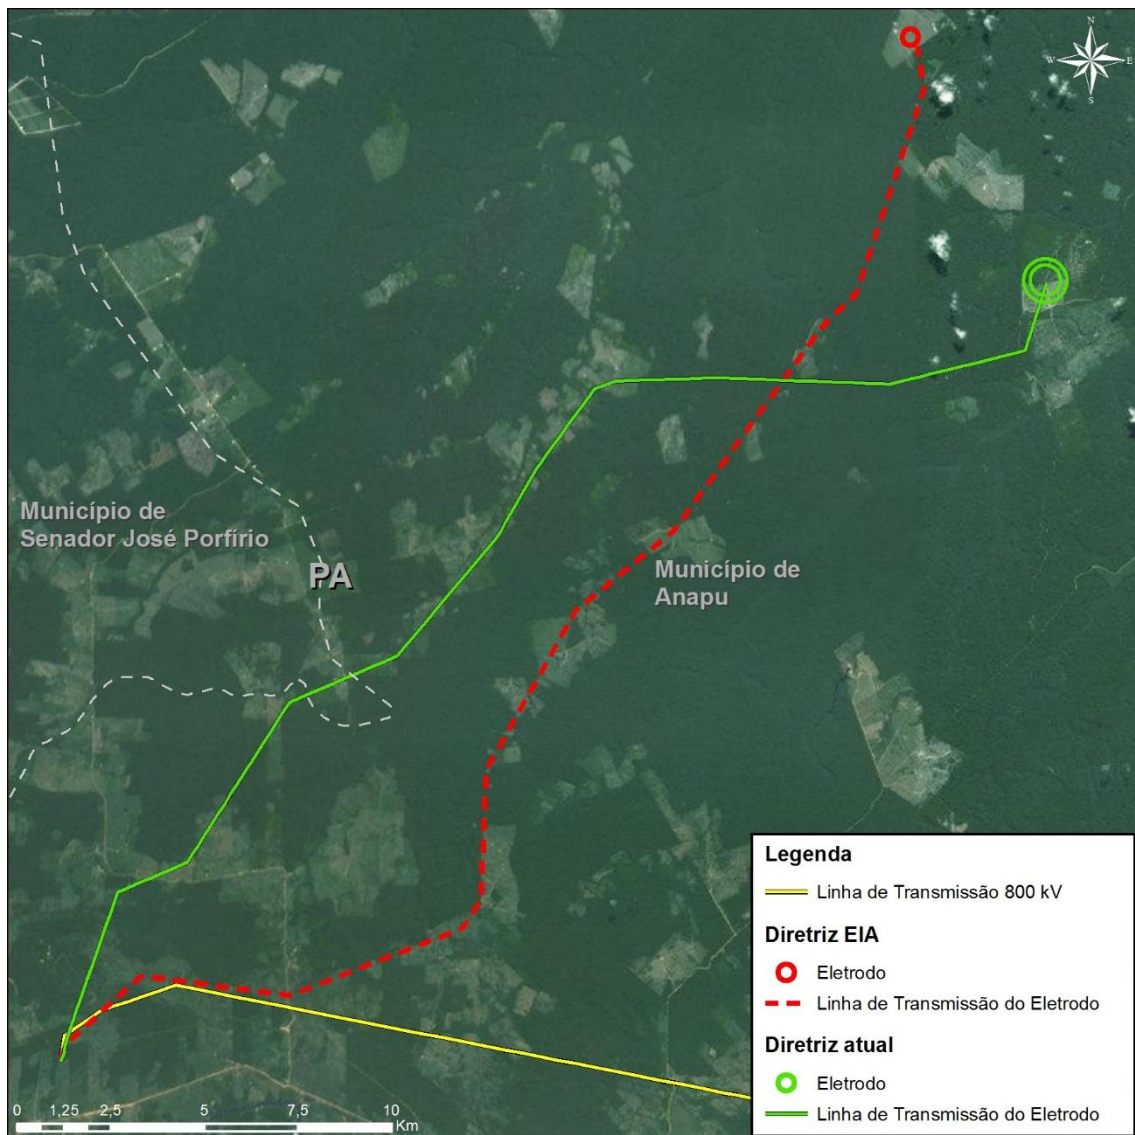 N
W E
S
Município de
Senador José Porfírio
PA
Município de
Anapu
Legenda
Linha de Transmissão 800 kV
Diretriz EIA
Eletrodo
Linha de Transmissão do Eletrodo
Diretriz atual
Eletrodo
Linha de Transmissão do Eletrodo
0 1,25 2,5 5 7,5 10
Km